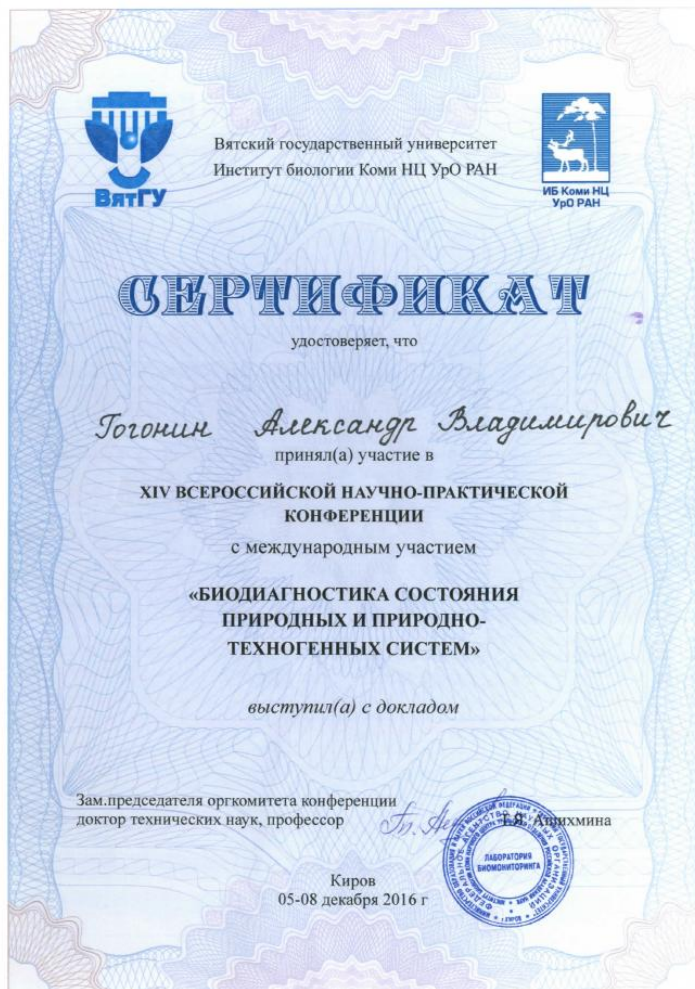 Вятский государственный университет
Институт биологии Коми НЦ УрО РАН
ВятГУ
ИБ Коми НЦ
УрО РАН
СЕРТИФИКАТ
удостоверяет, что
Гогонин Александр Владимирович
принял(а) участие в
XIV ВСЕРОССИЙСКОЙ НАУЧНО-ПРАКТИЧЕСКОЙ
КОНФЕРЕНЦИИ
с международным участием
«БИОДИАГНОСТИКА СОСТОЯНИЯ
ПРИРОДНЫХ И ПРИРОДНО-
ТЕХНОГЕННЫХ СИСТЕМ»
выступил(а) с докладом
Зам.председателя оргкомитета конференции
доктор технических наук, профессор Т.Я. Ашихмина
ЛАБОРАТОРИЯ
БИОМОНИТОРИНГА
Киров
05-08 декабря 2016 г